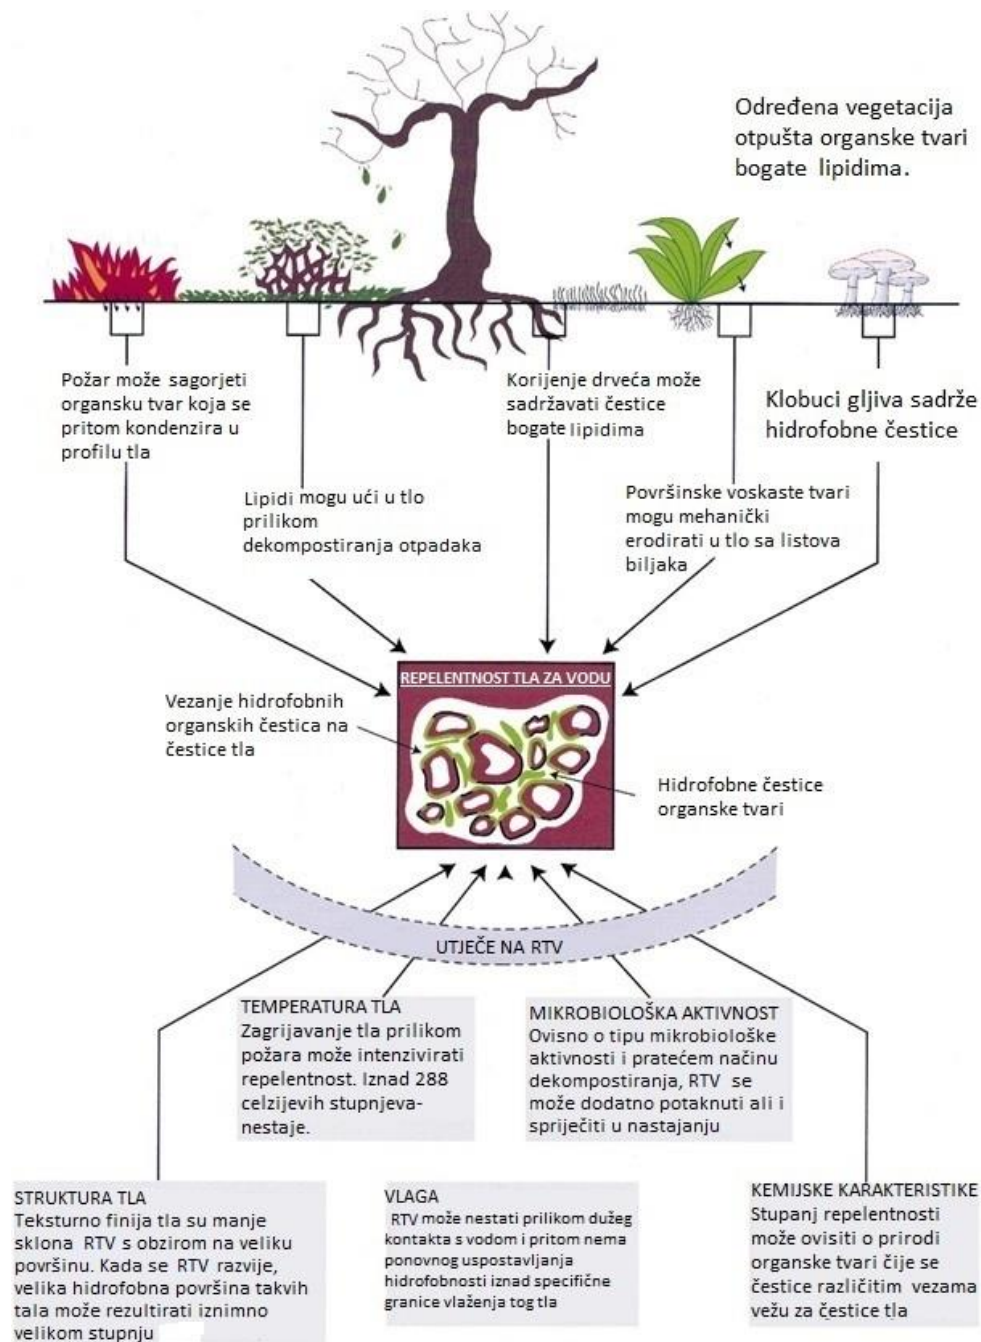 Određena vegetacija
otpušta organske tvari
bogate lipidima.
Požar može sagorjeti
organsku tvar koja se
pritom kondenzira u
profilu tla
Lipidi mogu ući u tlo
prilikom
dekompostiranja otpadaka
Korijenje drveća može
sadržavati čestice
bogate lipidima
Površinske voskaste tvari
mogu mehanički
erodirati u tlo sa listova
biljaka
Klobuci gljiva sadrže
hidrofobne čestice
REPELENTNOST TLA ZA VODU
Vezanje hidrofobnih
organskih čestica na
čestice tla
Hidrofobne čestice
organske tvari
UTJEČE NA RTV
TEMPERATURA TLA
Zagrijavanje tla prilikom
požara može intenzivirati
repelentnost. Iznad 288
celzijevih stupnjeva-
nestaje.
MIKROBIOLOŠKA AKTIVNOST
Ovisno o tipu mikrobiološke
aktivnosti i pratećem načinu
dekompostiranja, RTV se
može dodatno potaknuti ali i
spriječiti u nastajanju
STRUKTURA TLA
Teksturno finija tla su manje
sklona RTV s obzirom na veliku
površinu. Kada se RTV razvije,
velika hidrofobna površina takvih
tala može rezultirati iznimno
velikom stupnju
VLAGA
RTV može nestati prilikom dužeg
kontakta s vodom i pritom nema
ponovnog uspostavljanja
hidrofobnosti iznad specifične
granice vlaženja tog tla
KEMIJSKE KARAKTERISTIKE
Stupanj repelentnosti
može ovisiti o prirodi
organske tvari čije se
čestice različitim vezama
vežu za čestice tla